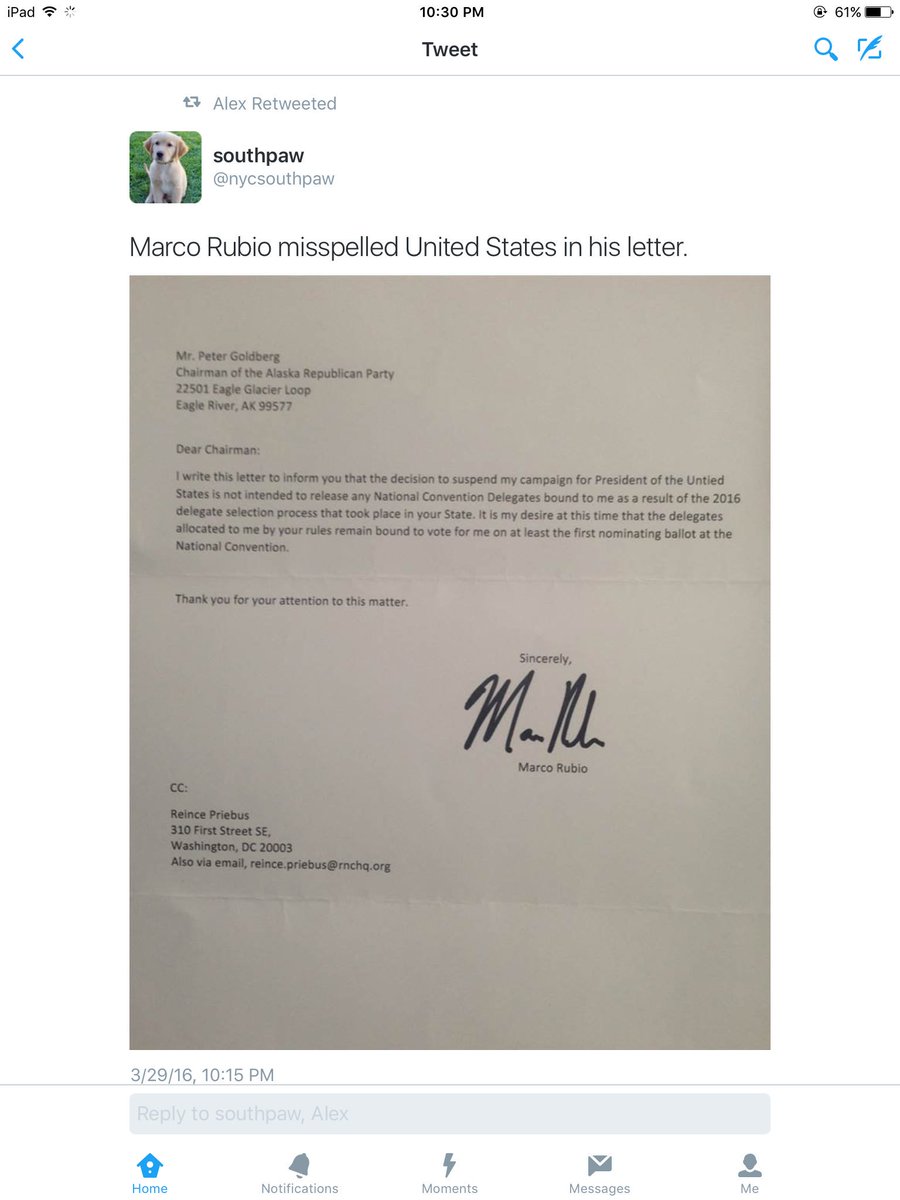 iPad 10:30 PM 61%
Tweet
Alex Retweeted
southpaw
@nycsouthpaw
Marco Rubio misspelled United States in his letter.
Mr. Peter Goldberg
Chairman of the Alaska Republican Party
22501 Eagle Glacier Loop
Eagle River, AK 99577
Dear Chairman:
I write this letter to inform you that the decision to suspend my campaign for President of the Untied
States is not intended to release any National Convention Delegates bound to me as a result of the 2016
delegate selection process that took place in your State. It is my desire at this time that the delegates
allocated to me by your rules remain bound to vote for me on at least the first nominating ballot at the
National Convention.
Thank you for your attention to this matter.
Sincerely,
Marco Rubio
CC:
Reince Priebus
310 First Street SE,
Washington, DC 20003
Also via email, reince.priebus@rnchq.org
3/29/16, 10:15 PM
Reply to southpaw, Alex
Home Notifications Moments Messages Me